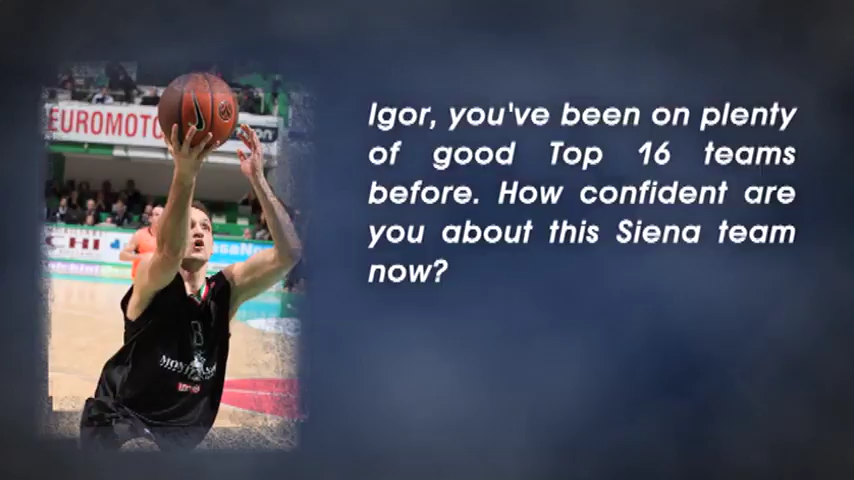 EUROMOTO
Igor, you've been on plenty
of good Top 16 teams
before. How confident are
you about this Siena team
now?